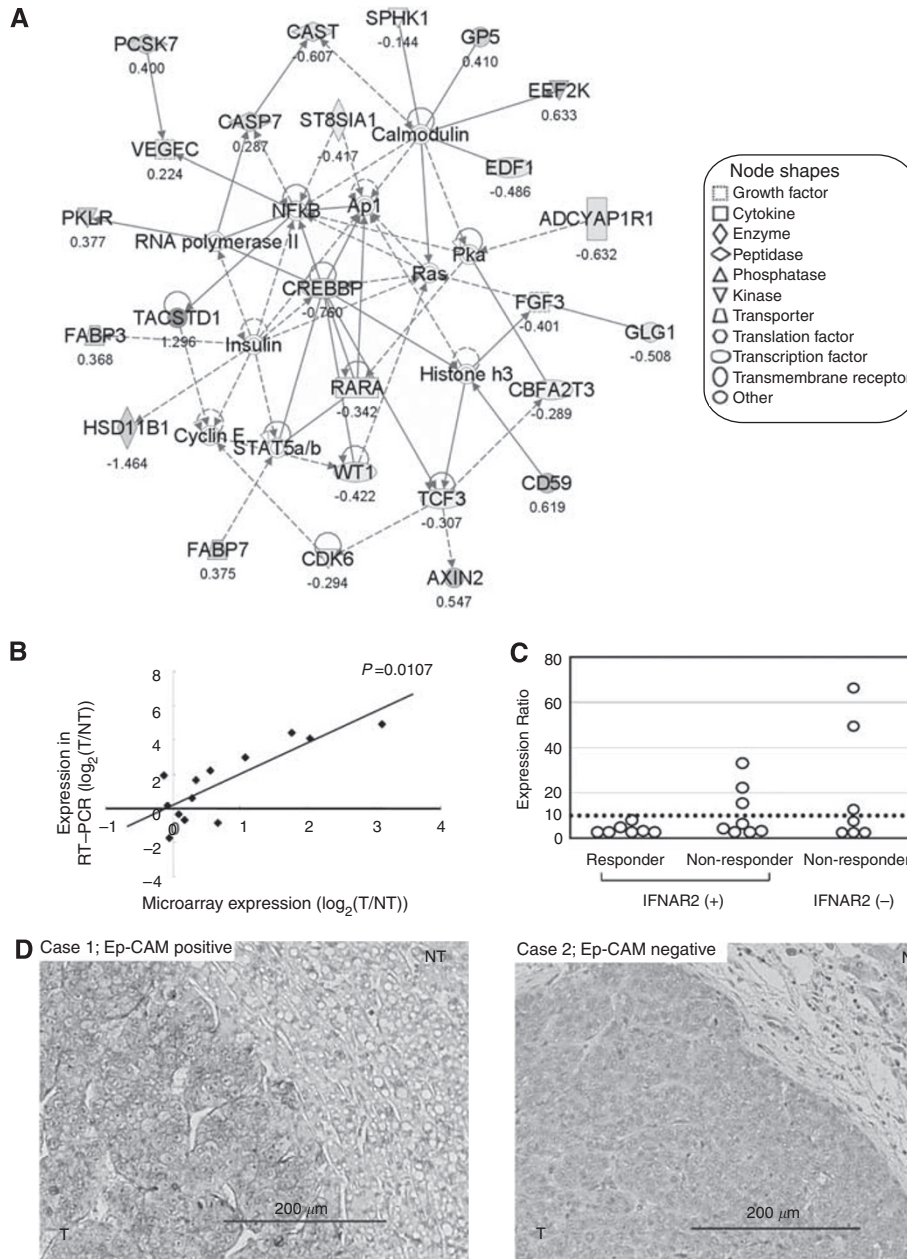 A
SPHK1
-0.144
CAST
-0.607
GP5
0.410
PCSK7
0.400
EEF2K
0.633
CASP7
0.287
ST8SIA1
-0.417
Calmodulin
VEGEC
0.224
EDF1
-0.486
NFkB
Ap1
ADCYAP1R1
-0.632
PKLR
0.377
RNA polymerase II
Pka
Ras
CREBBP
-0.760
TACSTD1
1.296
FGF3
-0.401
FABP3
0.368
Insulin
GLG1
-0.508
Histone h3
RARA
-0.342
CBFA2T3
-0.289
HSD11B1
-1.464
Cyclin E
STAT5a/b
WT1
-0.422
TCF3
-0.307
CD59
0.619
FABP7
0.375
CDK6
-0.294
AXIN2
0.547
Node shapes
Growth factor
Cytokine
Enzyme
Peptidase
Phosphatase
Kinase
Transporter
Translation factor
Transcription factor
Transmembrane receptor
Other
B
P=0.0107
Expression in
RT–PCR (log2(T/NT))
8
6
4
2
0
−2
−4
−1
0
1
2
3
4
Microarray expression (log2(T/NT))
C
Expression Ratio
80
60
40
20
10
0
Responder
Non-responder
Non-responder
IFNAR2 (+)
IFNAR2 (−)
D
Case 1; Ep-CAM positive
NT
200 μm
T
Case 2; Ep-CAM negative
200 μm
T